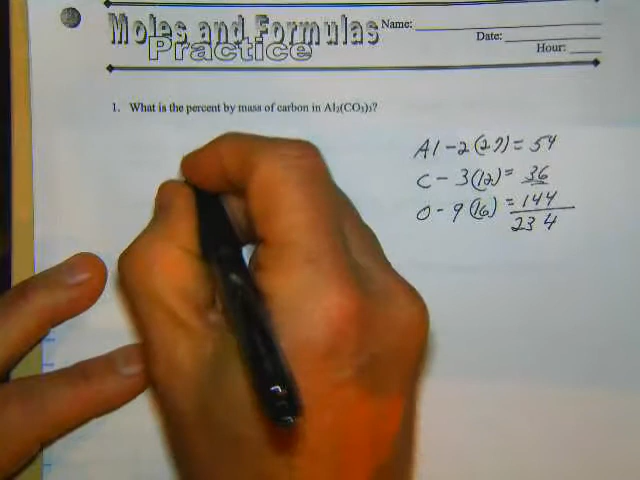 Moles and Formulas
Practice
Name:
Date:
Hour:
1. What is the percent by mass of carbon in Al₂(CO₃)₃?
Al - 2(27) = 54
C - 3(12) = 36
O - 9(16) = 144
234